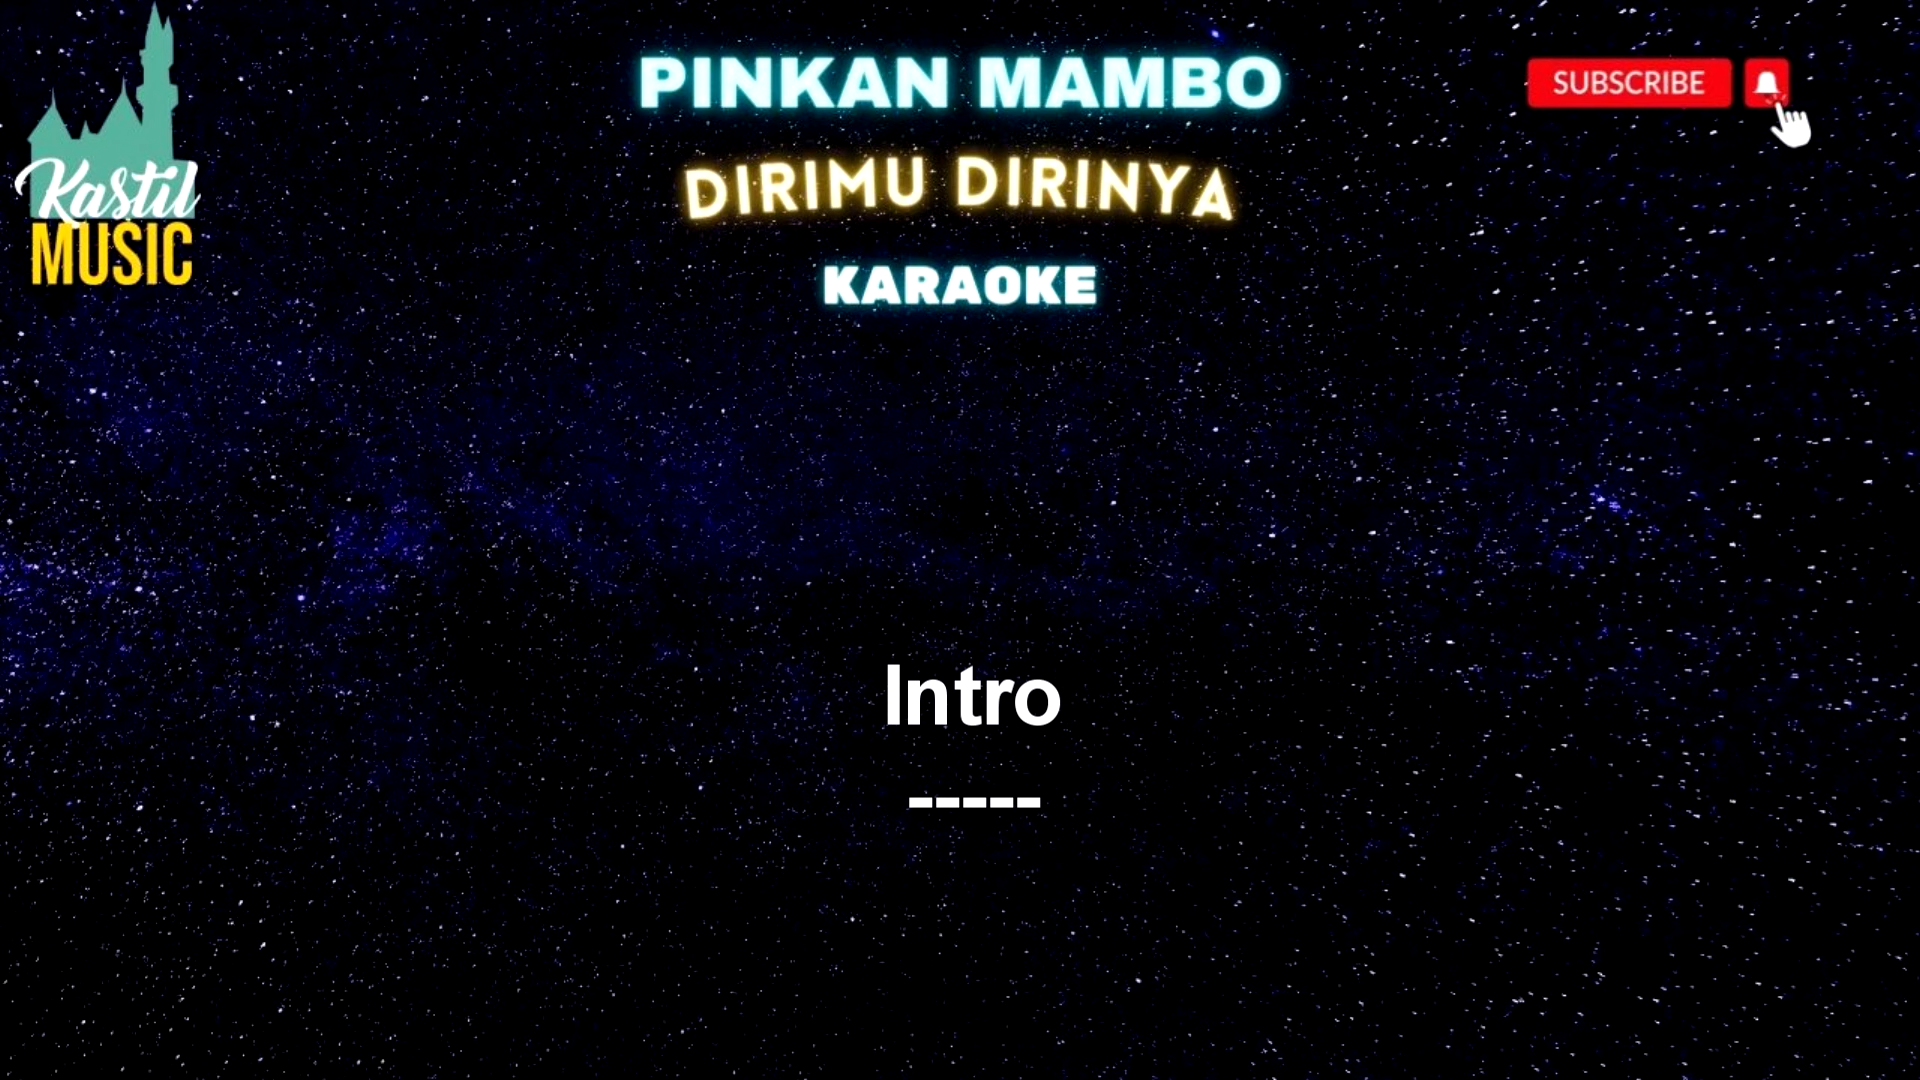 PINKAN MAMBO
SUBSCRIBE
DIRIMU DIRINYA
Kastil
MUSIC
KARAOKE
Intro
-----